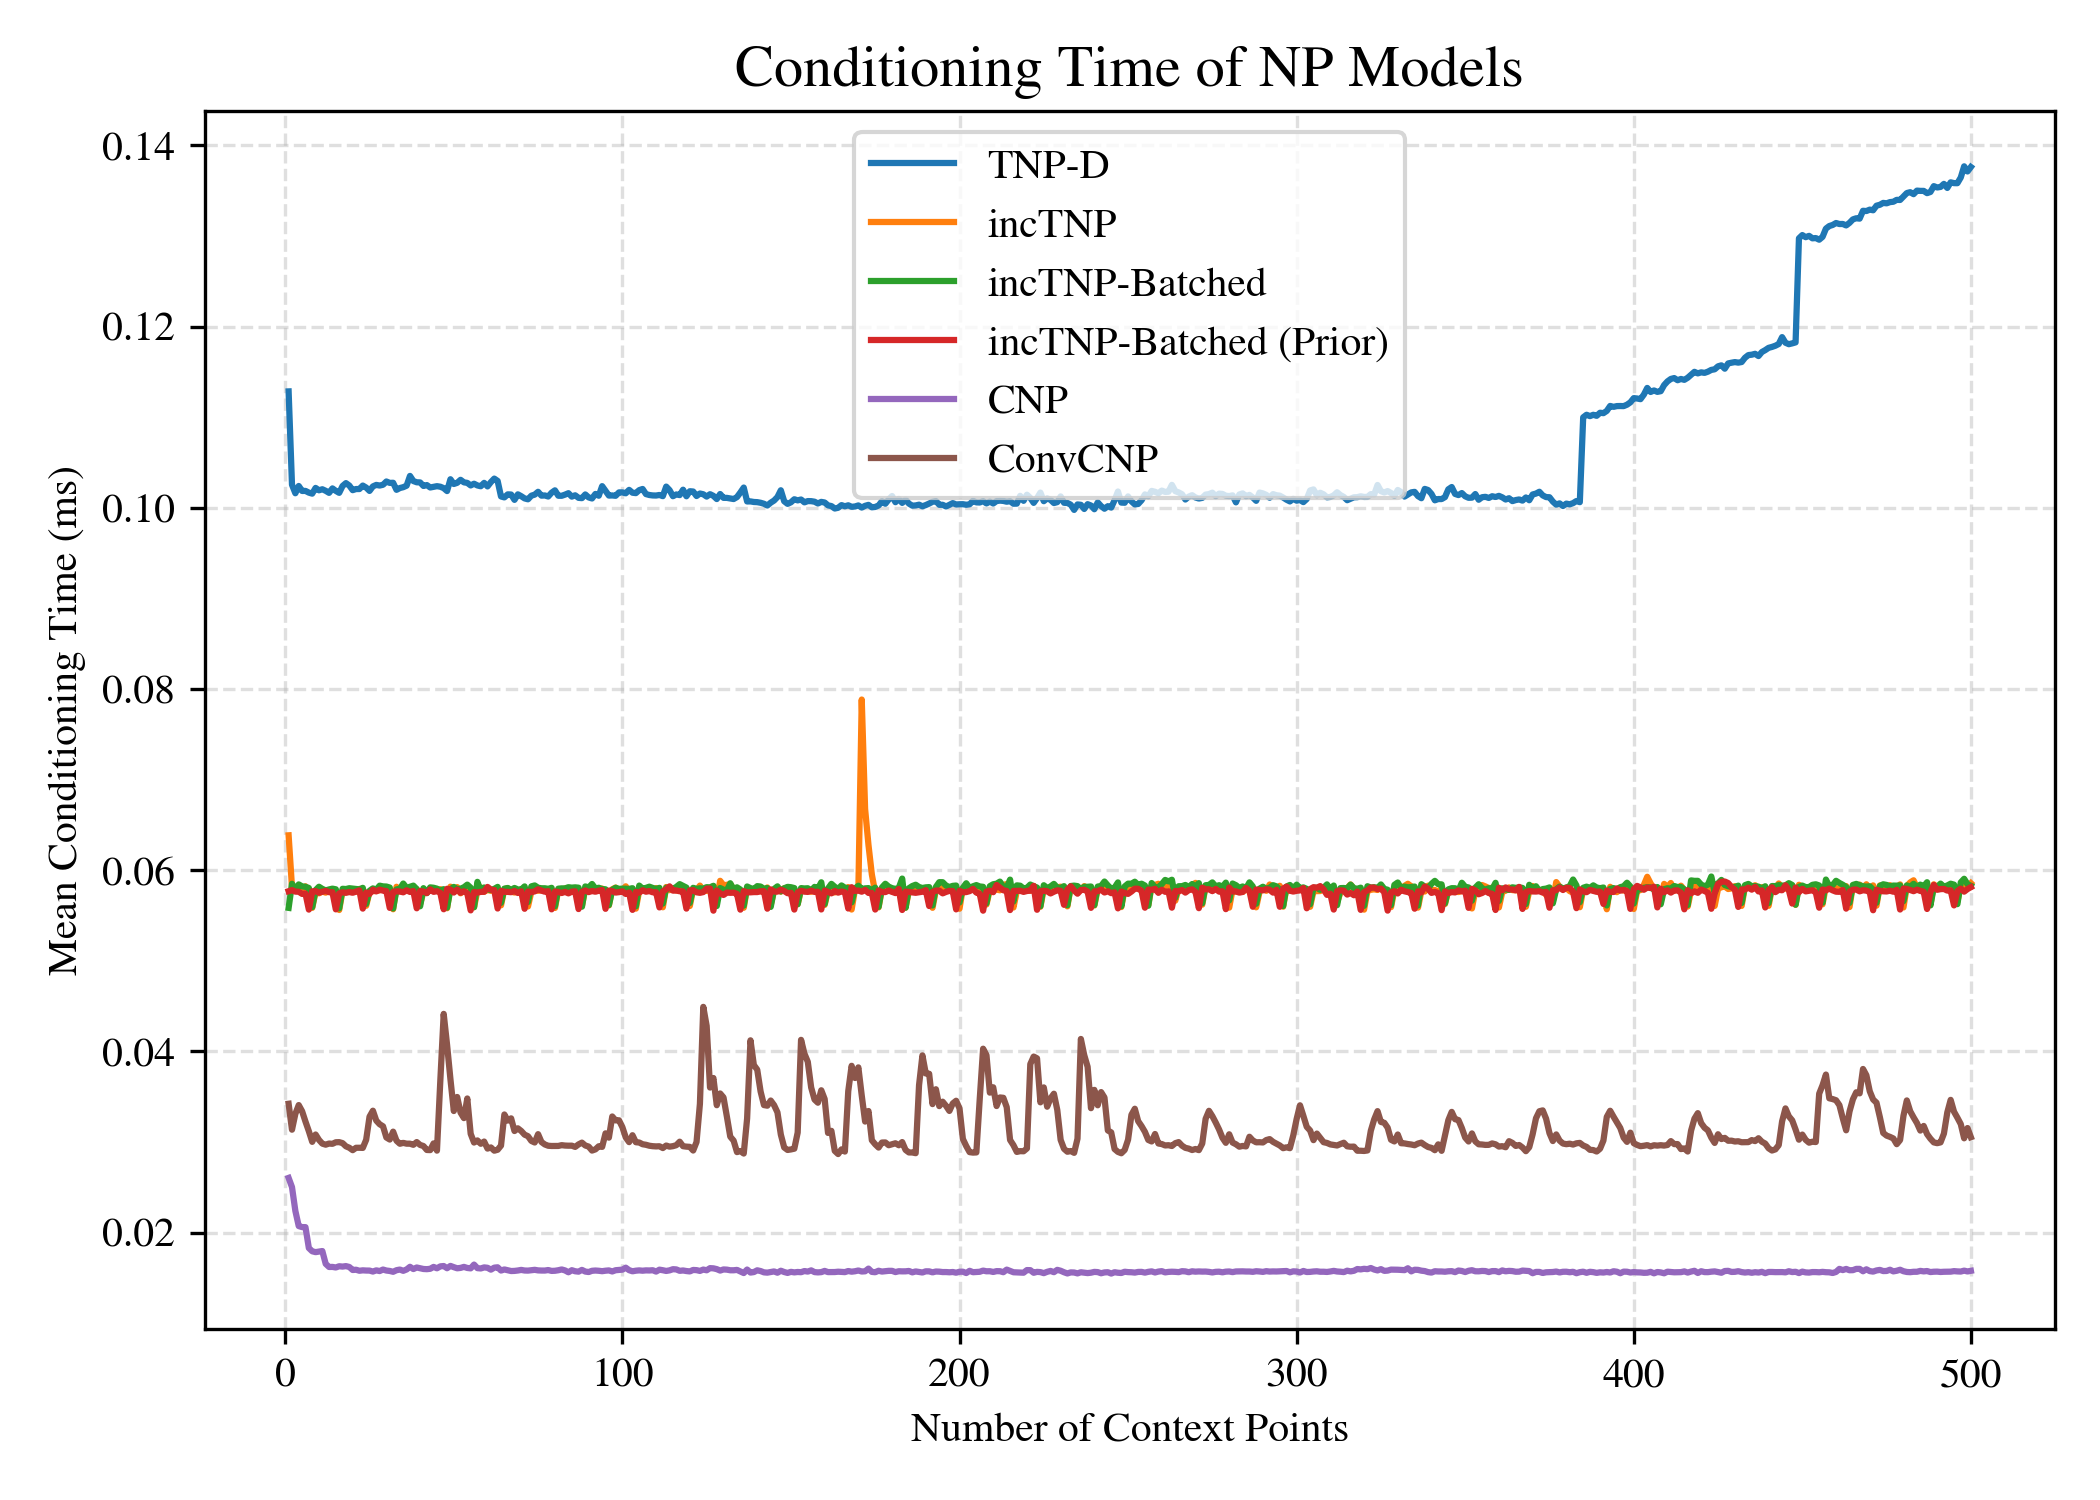 Conditioning Time of NP Models
Mean Conditioning Time (ms)
0.14
0.12
0.10
0.08
0.06
0.04
0.02
TNP-D
incTNP
incTNP-Batched
incTNP-Batched (Prior)
CNP
ConvCNP
0 100 200 300 400 500
Number of Context Points